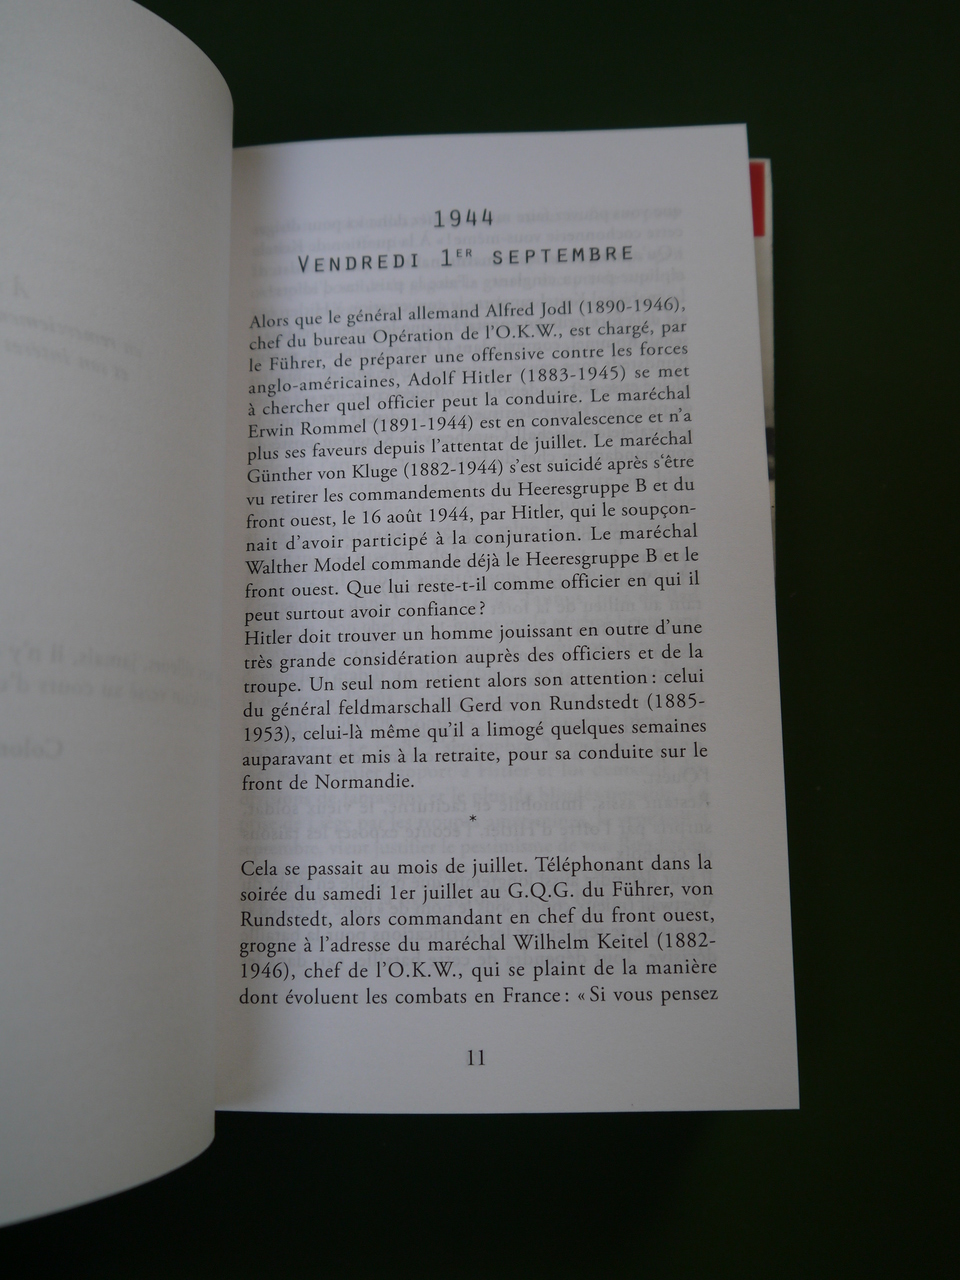 1944
VENDREDI 1ER SEPTEMBRE
Alors que le général allemand Alfred Jodl (1890-1946),
chef du bureau Opération de l'O.K.W., est chargé, par
le Führer, de préparer une offensive contre les forces
anglo-américaines, Adolf Hitler (1883-1945) se met
à chercher quel officier peut la conduire. Le maréchal
Erwin Rommel (1891-1944) est en convalescence et n'a
plus ses faveurs depuis l'attentat de juillet. Le maréchal
Günther von Kluge (1882-1944) s'est suicidé après s'être
vu retirer les commandements du Heeresgruppe B et du
front ouest, le 16 août 1944, par Hitler, qui le soupçon-
nait d'avoir participé à la conjuration. Le maréchal
Walther Model commande déjà le Heeresgruppe B et le
front ouest. Que lui reste-t-il comme officier en qui il
peut surtout avoir confiance ?
Hitler doit trouver un homme jouissant en outre d'une
très grande considération auprès des officiers et de la
troupe. Un seul nom retient alors son attention : celui
du général feldmarschall Gerd von Rundstedt (1885-
1953), celui-là même qu'il a limogé quelques semaines
auparavant et mis à la retraite, pour sa conduite sur le
front de Normandie.
*
Cela se passait au mois de juillet. Téléphonant dans la
soirée du samedi 1er juillet au G.Q.G. du Führer, von
Rundstedt, alors commandant en chef du front ouest,
grogne à l'adresse du maréchal Wilhelm Keitel (1882-
1946), chef de l'O.K.W., qui se plaint de la manière
dont évoluent les combats en France : « Si vous pensez
11